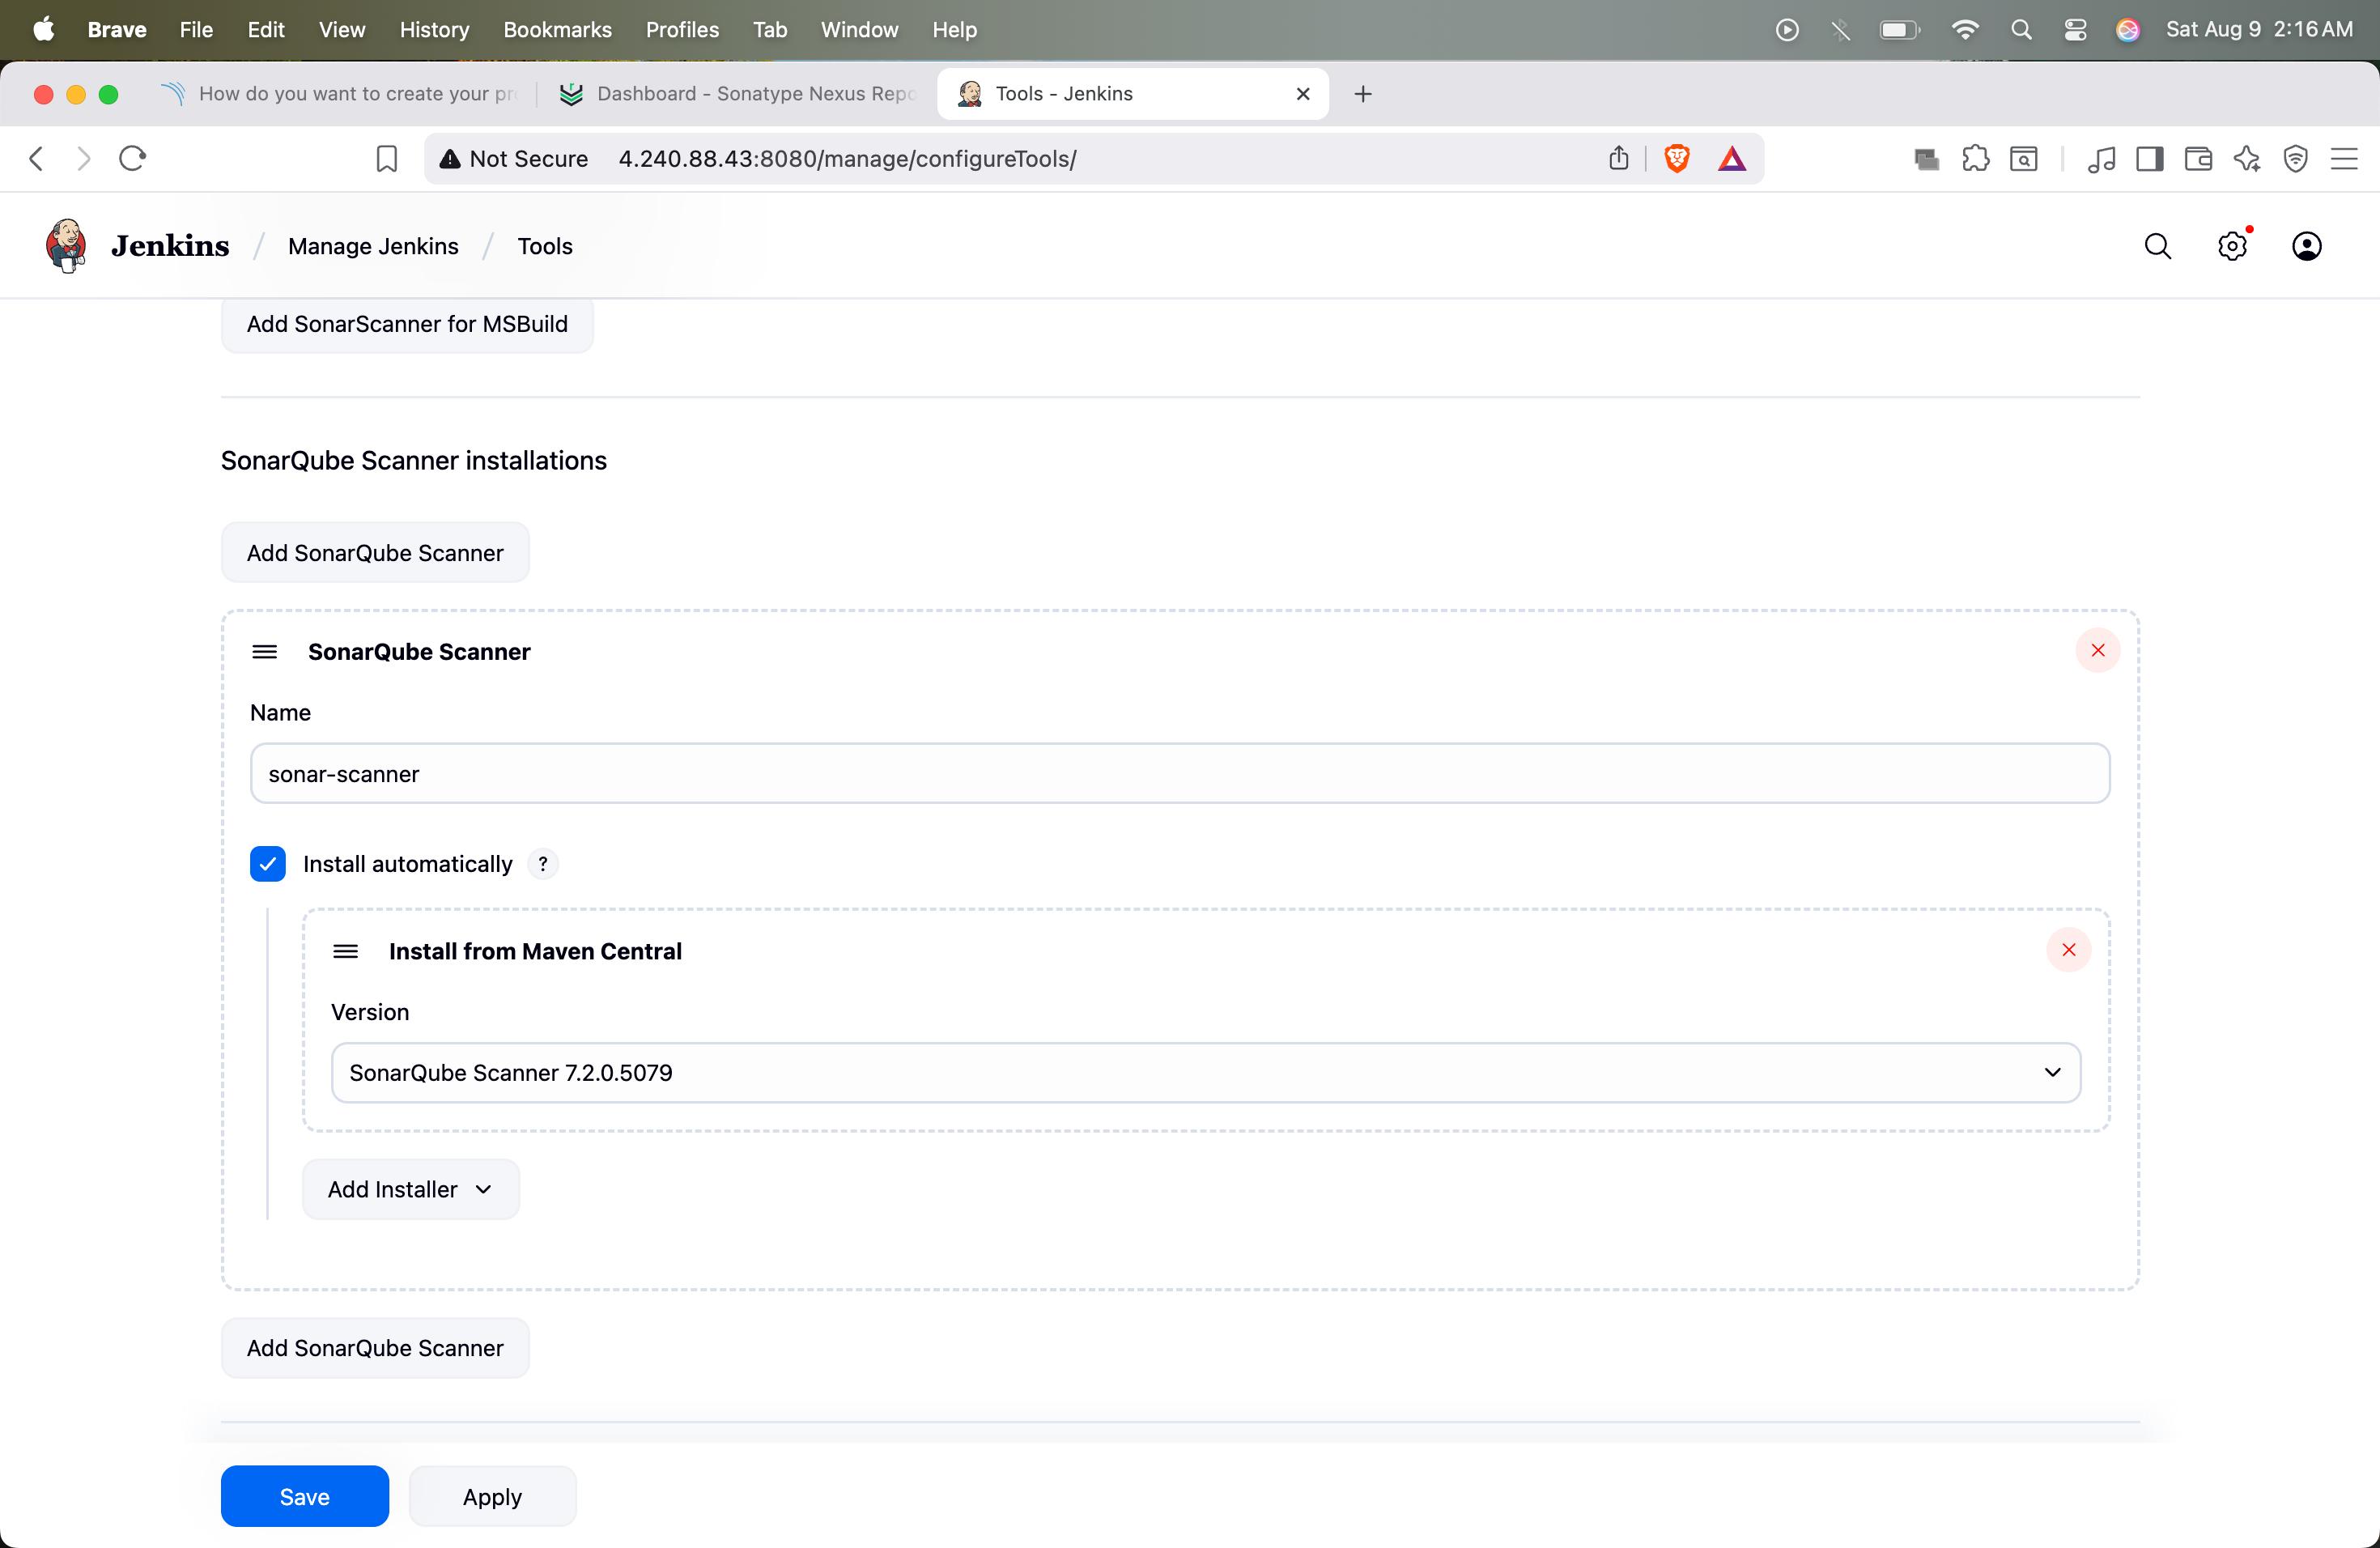 Brave File Edit View History Bookmarks Profiles Tab Window Help Sat Aug 9 2:16 AM
How do you want to create your pr Dashboard - Sonatype Nexus Repo Tools - Jenkins
Not Secure 4.240.88.43:8080/manage/configureTools/
Jenkins / Manage Jenkins / Tools
Add SonarScanner for MSBuild
SonarQube Scanner installations
Add SonarQube Scanner
SonarQube Scanner
Name
sonar-scanner
Install automatically ?
Install from Maven Central
Version
SonarQube Scanner 7.2.0.5079
Add Installer
Add SonarQube Scanner
Save Apply